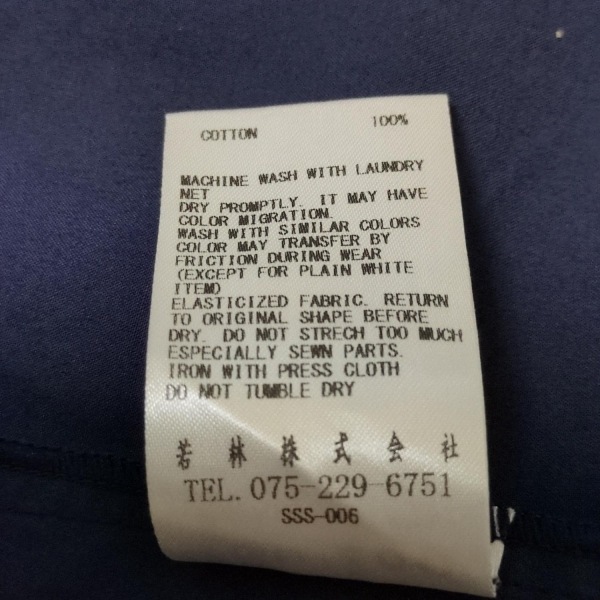 COTTON 100%
MACHINE WASH WITH LAUNDRY
NET
DRY PROMPTLY. IT MAY HAVE
COLOR MIGRATION.
WASH WITH SIMILAR COLORS
COLOR MAY TRANSFER BY
FRICTION DURING WEAR
(EXCEPT FOR PLAIN WHITE
ITEM)
ELASTICIZED FABRIC. RETURN
TO ORIGINAL SHAPE BEFORE
DRY. DO NOT STRECH TOO MUCH
ESPECIALLY SEWN PARTS.
IRON WITH PRESS CLOTH
DO NOT TUMBLE DRY
若林株式会社
TEL. 075-229-6751
SSS-006